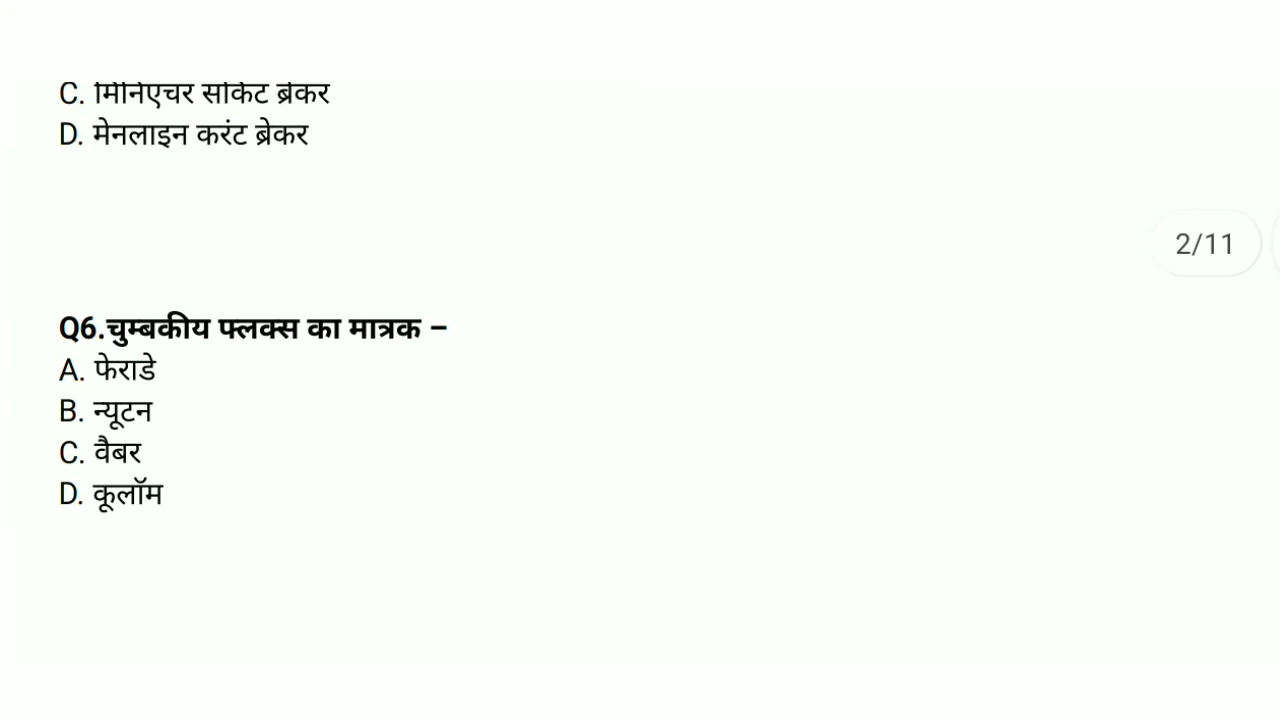 C. मिनिएचर सर्किट ब्रेकर
D. मेनलाइन करंट ब्रेकर
2/11
Q6.चुम्बकीय फ्लक्स का मात्रक –
A. फेराडे
B. न्यूटन
C. वैबर
D. कूलॉम